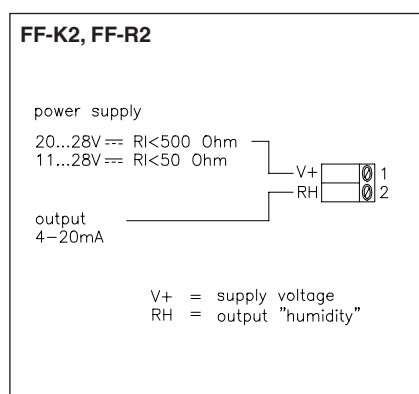 FF-K2, FF-R2
power supply
20...28V⎓ RI<500 Ohm
11...28V⎓ RI<50 Ohm
V+ 1
RH 2
output
4-20mA
V+ = supply voltage
RH = output "humidity"